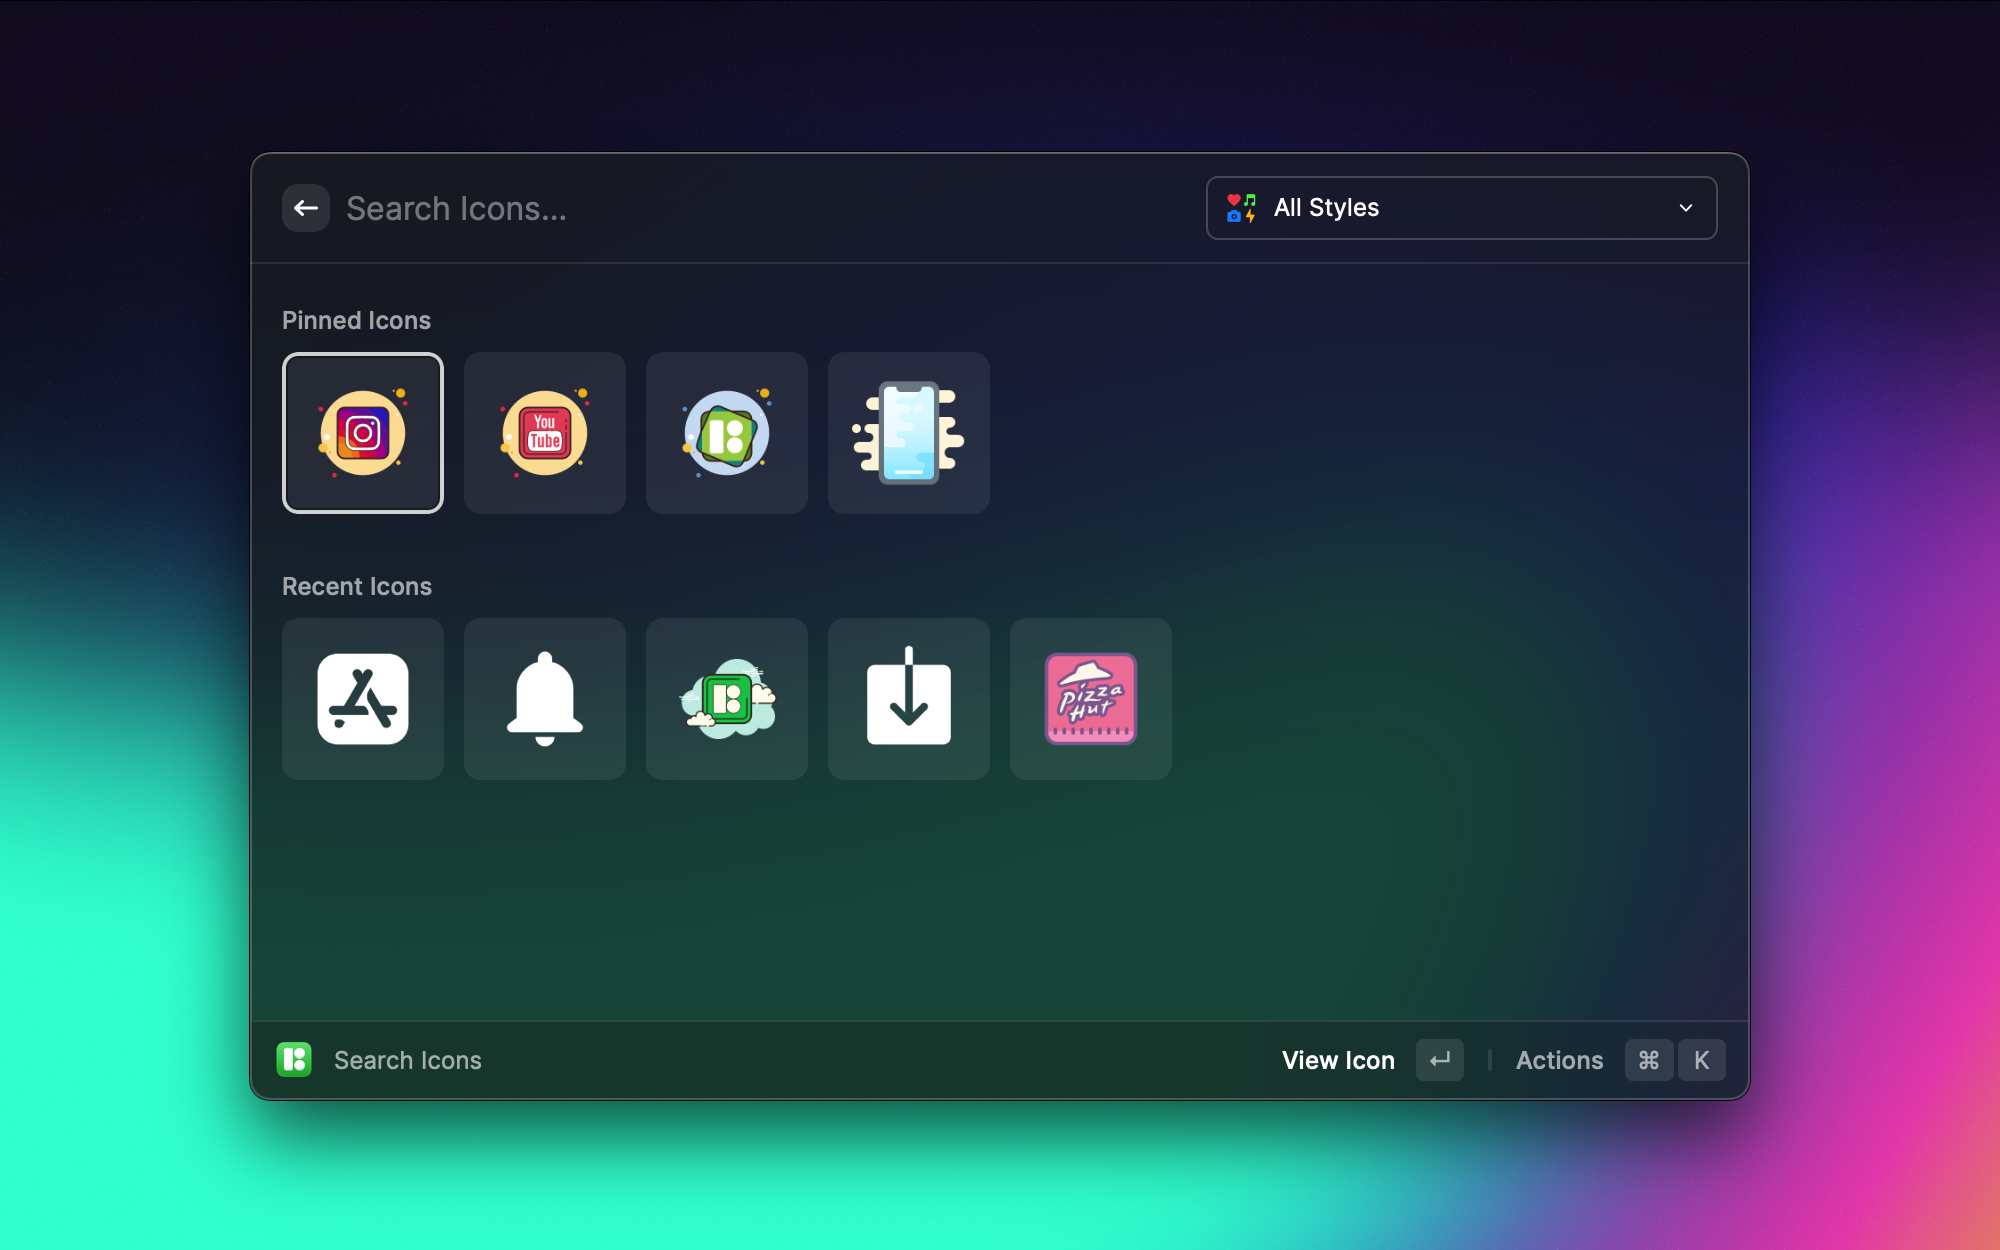 Search Icons...
All Styles
Pinned Icons
You
Tube
Recent Icons
Pizza
Hut
Search Icons
View Icon
Actions
⌘ K